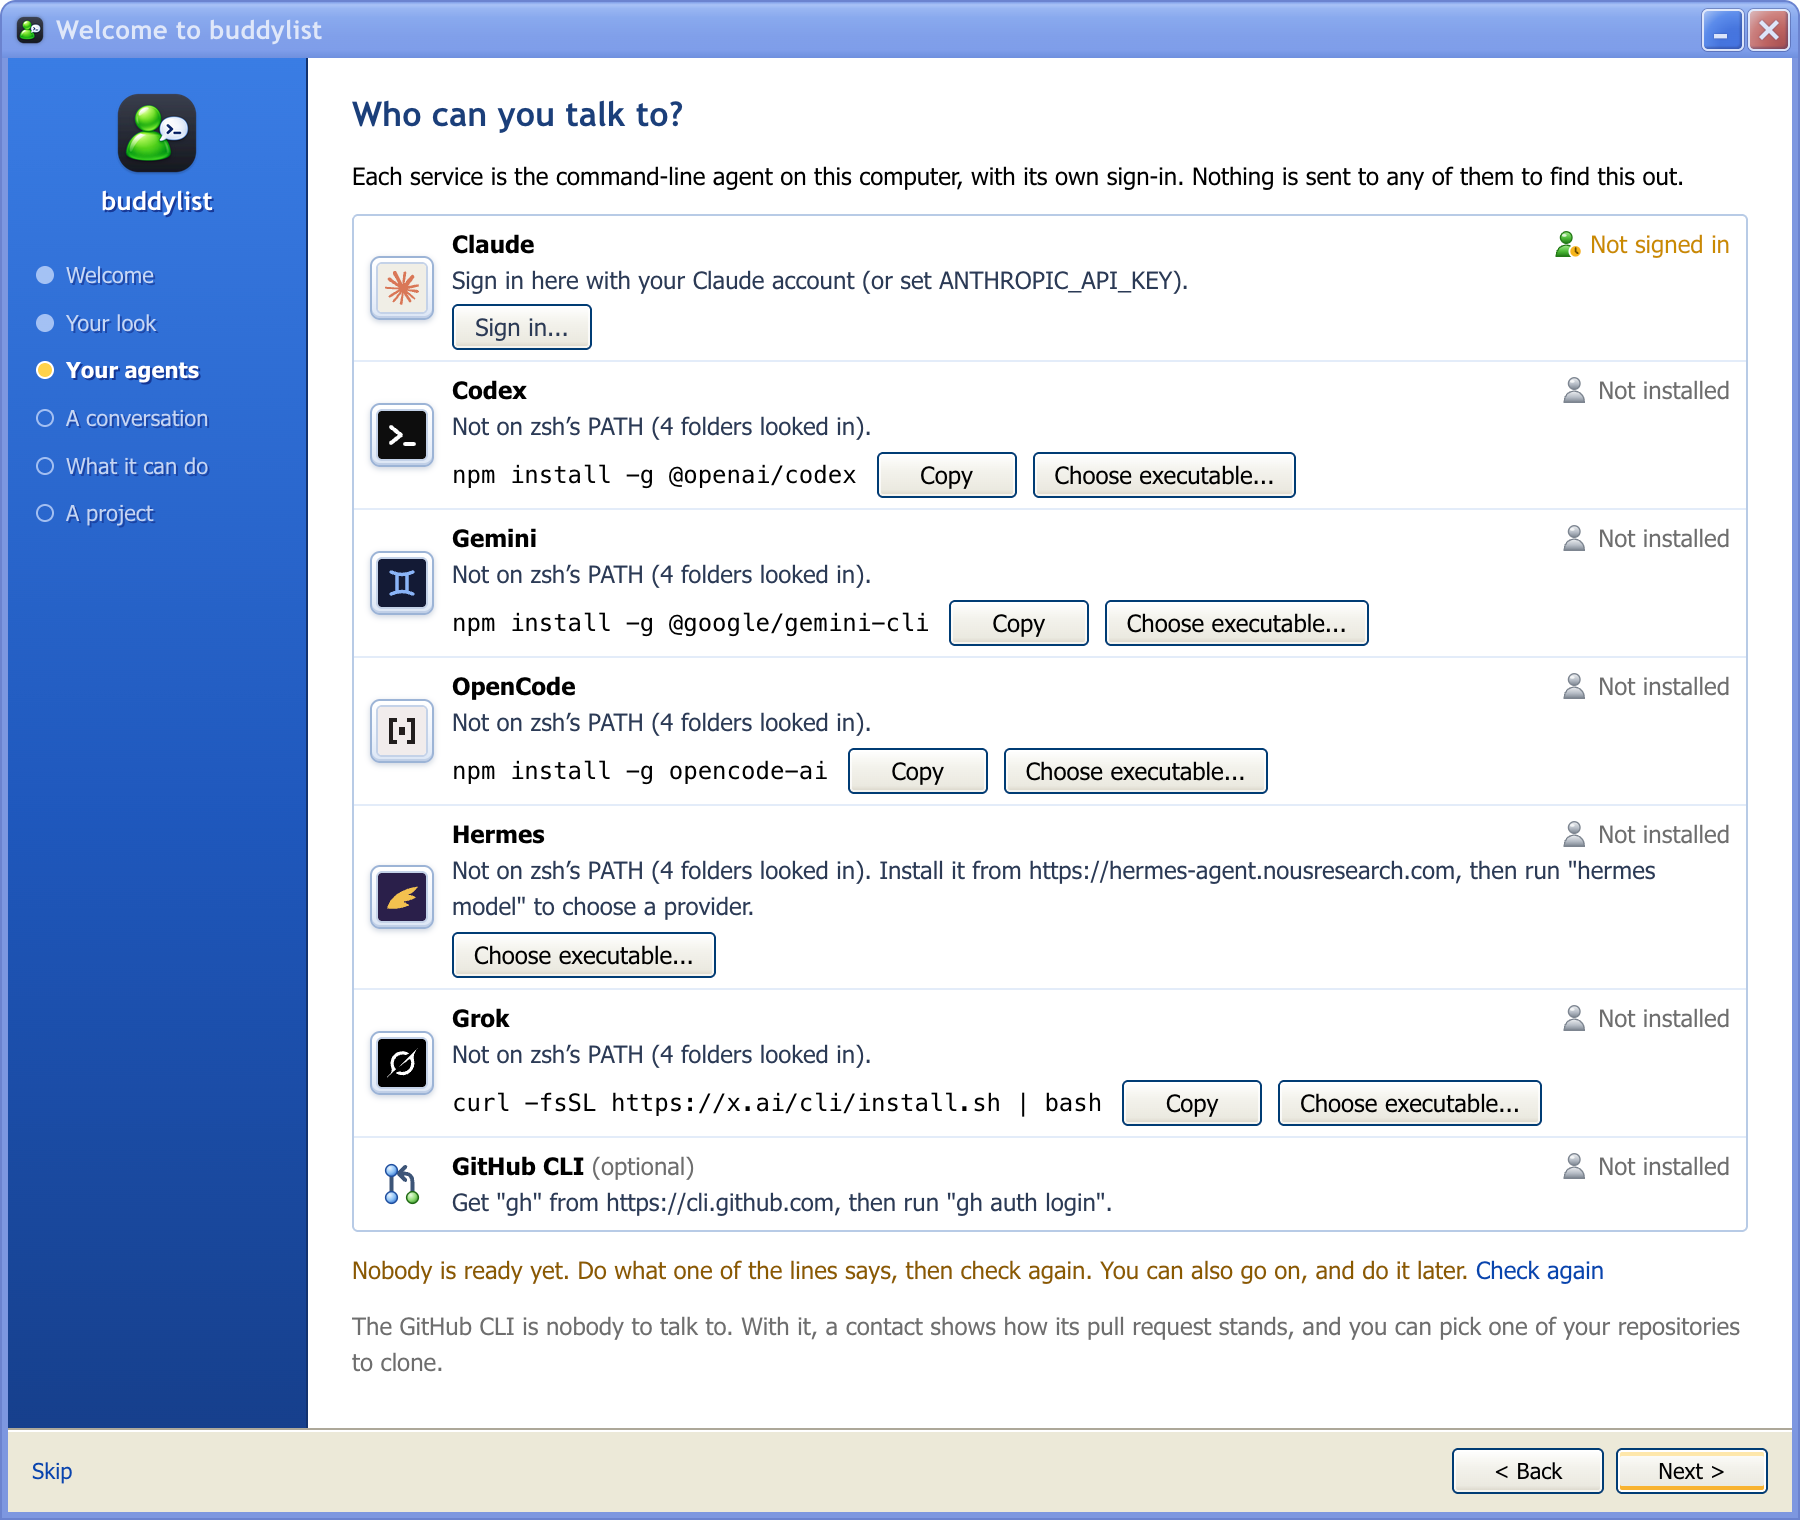 Welcome to buddylist
buddylist
Welcome
Your look
Your agents
A conversation
What it can do
A project
Who can you talk to?
Each service is the command-line agent on this computer, with its own sign-in. Nothing is sent to any of them to find this out.
Claude
Not signed in
Sign in here with your Claude account (or set ANTHROPIC_API_KEY).
Sign in...
Codex
Not installed
Not on zsh’s PATH (4 folders looked in).
npm install -g @openai/codex
Copy
Choose executable...
Gemini
Not installed
Not on zsh’s PATH (4 folders looked in).
npm install -g @google/gemini-cli
Copy
Choose executable...
OpenCode
Not installed
Not on zsh’s PATH (4 folders looked in).
npm install -g opencode-ai
Copy
Choose executable...
Hermes
Not installed
Not on zsh’s PATH (4 folders looked in). Install it from https://hermes-agent.nousresearch.com, then run "hermes
model" to choose a provider.
Choose executable...
Grok
Not installed
Not on zsh’s PATH (4 folders looked in).
curl -fsSL https://x.ai/cli/install.sh | bash
Copy
Choose executable...
GitHub CLI (optional)
Not installed
Get "gh" from https://cli.github.com, then run "gh auth login".
Nobody is ready yet. Do what one of the lines says, then check again. You can also go on, and do it later. Check again
The GitHub CLI is nobody to talk to. With it, a contact shows how its pull request stands, and you can pick one of your repositories
to clone.
Skip
< Back
Next >